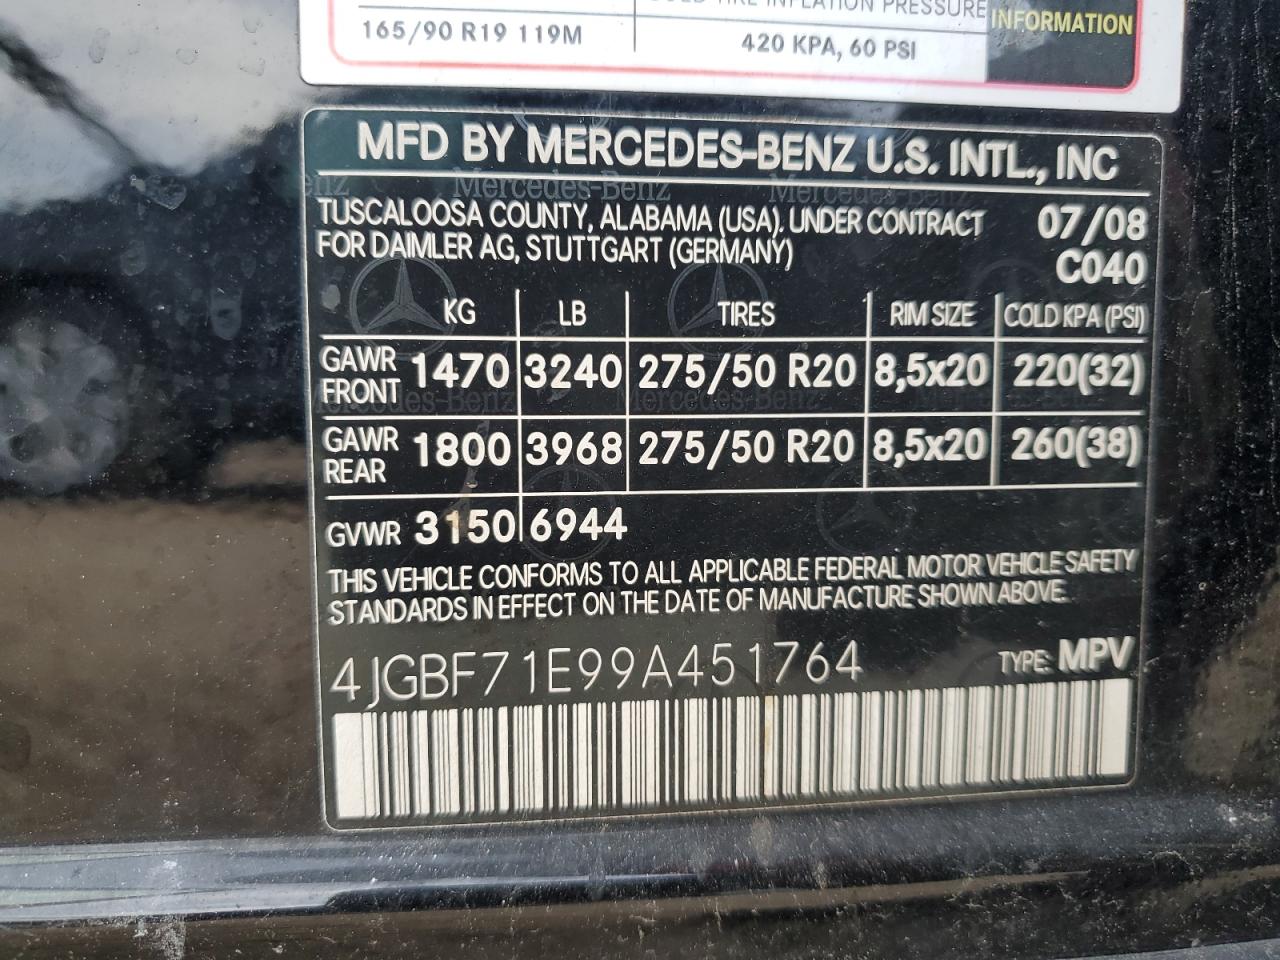 TIRE INFLATION PRESSURE
INFORMATION
165/90 R19 119M
420 KPA, 60 PSI
MFD BY MERCEDES-BENZ U.S. INTL., INC
TUSCALOOSA COUNTY, ALABAMA (USA). UNDER CONTRACT 07/08
FOR DAIMLER AG, STUTTGART (GERMANY) C040
KG LB TIRES RIM SIZE COLD KPA (PSI)
GAWR FRONT 1470 3240 275/50 R20 8,5x20 220(32)
GAWR REAR 1800 3968 275/50 R20 8,5x20 260(38)
GVWR 3150 6944
THIS VEHICLE CONFORMS TO ALL APPLICABLE FEDERAL MOTOR VEHICLE SAFETY
STANDARDS IN EFFECT ON THE DATE OF MANUFACTURE SHOWN ABOVE.
4JGBF71E99A451764 TYPE: MPV